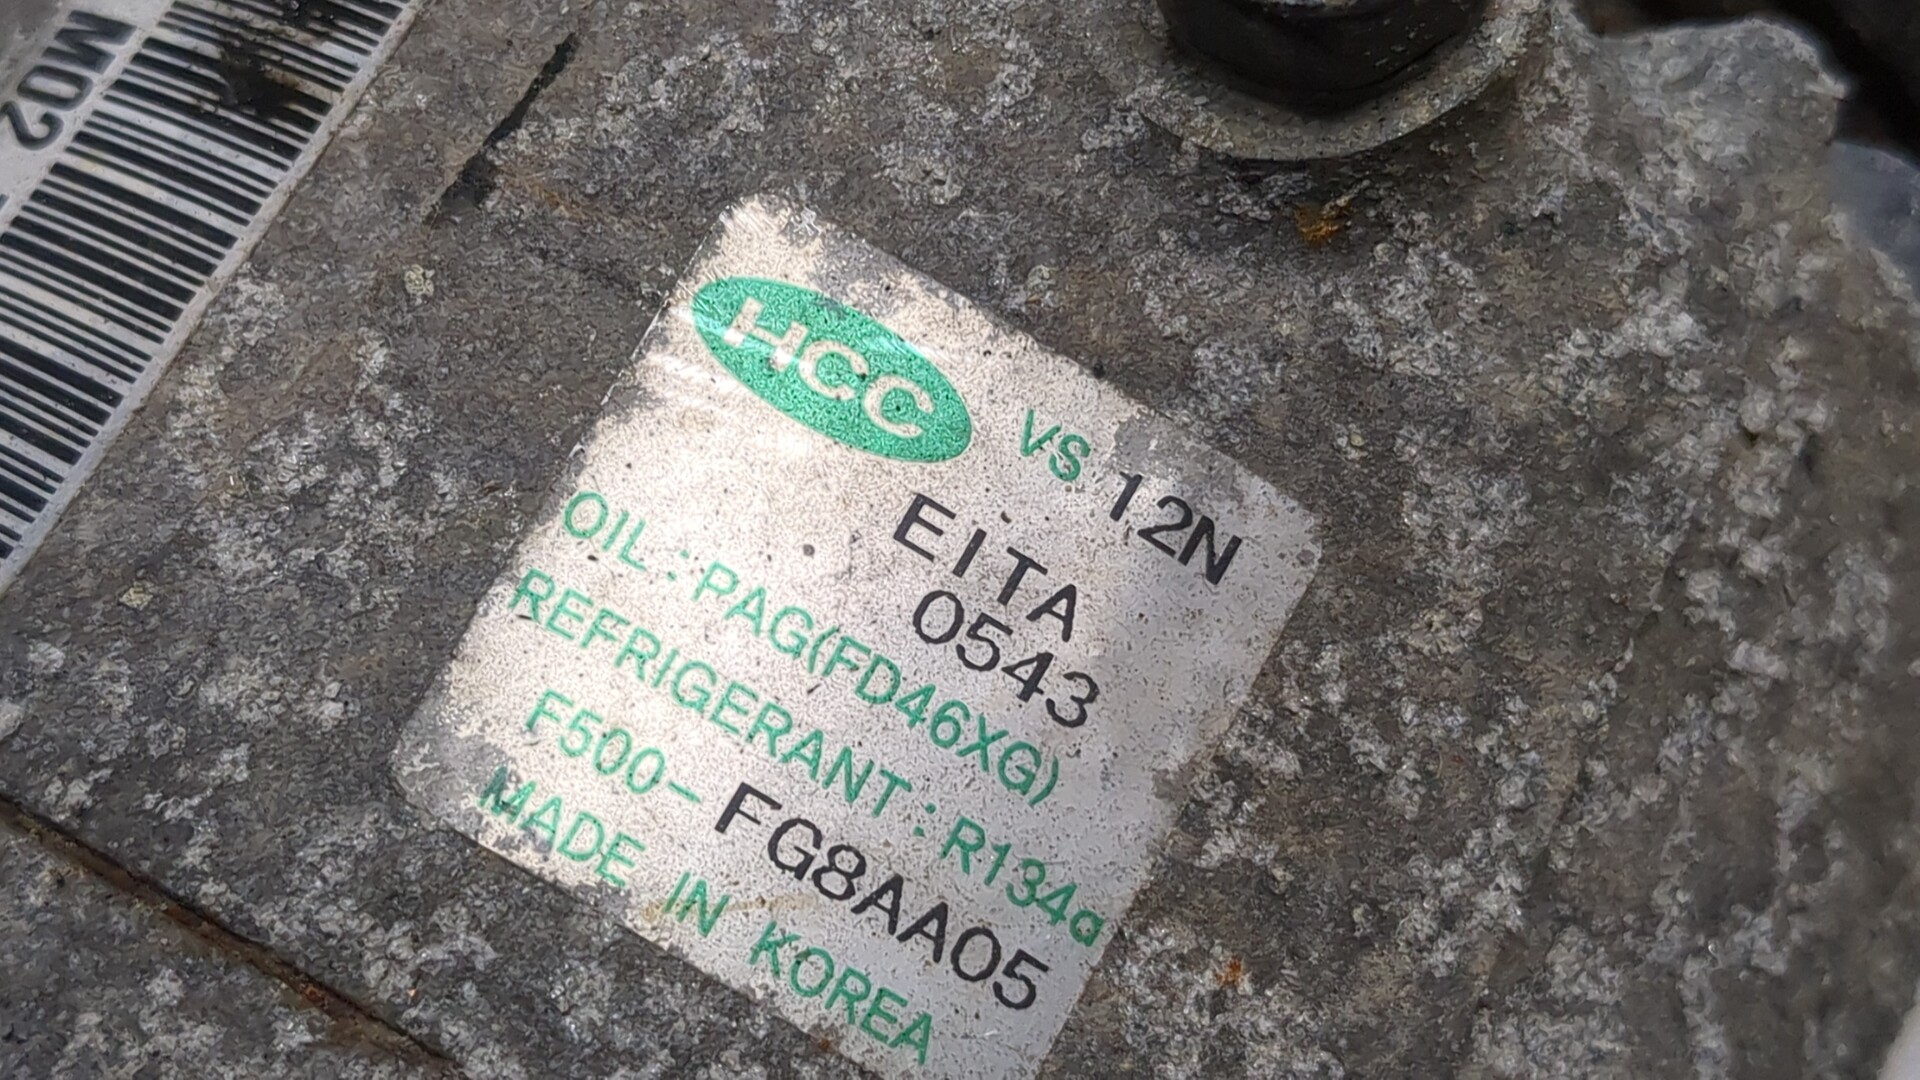 M02
HCC VS 12N
EITA
0543
OIL : PAG(FD46XG)
REFRIGERANT : R134a
F500- FG8AA05
MADE IN KOREA